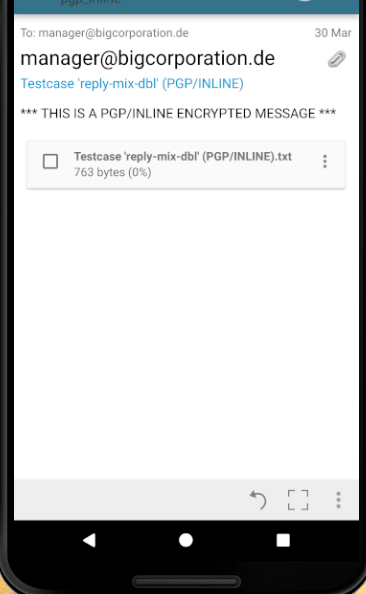 pgp_inline
To: manager@bigcorporation.de 30 Mar
manager@bigcorporation.de
Testcase 'reply-mix-dbl' (PGP/INLINE)
*** THIS IS A PGP/INLINE ENCRYPTED MESSAGE ***
Testcase 'reply-mix-dbl' (PGP/INLINE).txt
763 bytes (0%)